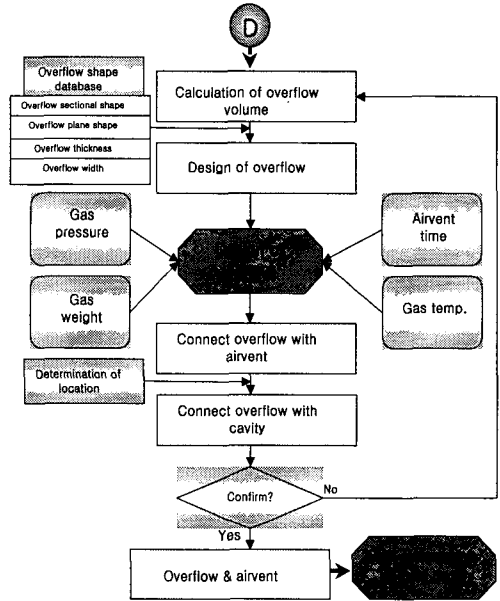 D
Overflow shape
database
Calculation of overflow
volume
Overflow sectional shape
Overflow plane shape
Overflow thickness
Overflow width
Design of overflow
Gas
pressure
Airvent
time
Gas
weight
Gas temp.
Connect overflow with
airvent
Determination of
location
Connect overflow with
cavity
Confirm?
No
Yes
Overflow & airvent